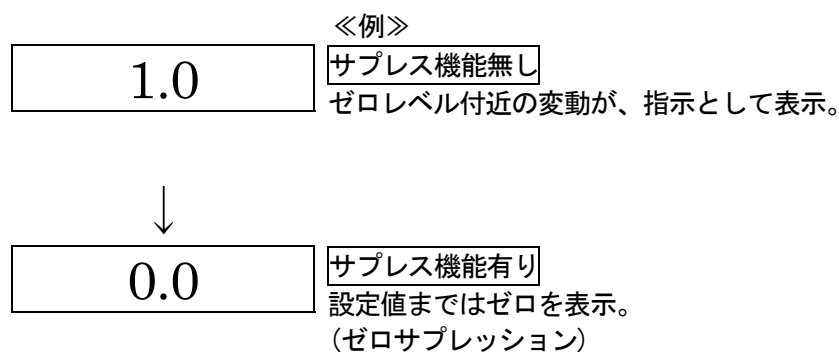 ≪例≫
1.0
サプレス機能無し
ゼロレベル付近の変動が、指示として表示。
↓
0.0
サプレス機能有り
設定値まではゼロを表示。
(ゼロサプレッション)